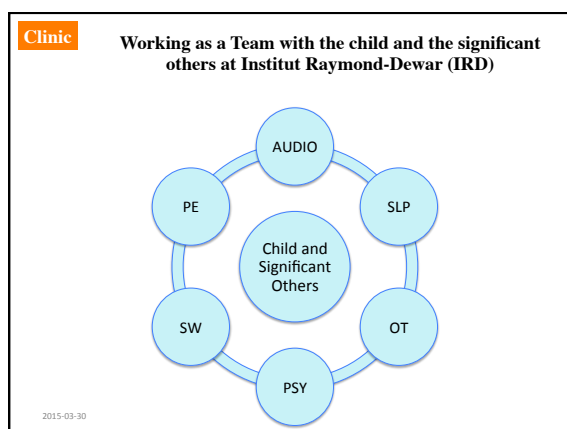 Clinic
Working as a Team with the child and the significant
others at Institut Raymond-Dewar (IRD)
AUDIO
PE
SLP
Child and
Significant
Others
SW
OT
PSY
2015-03-30